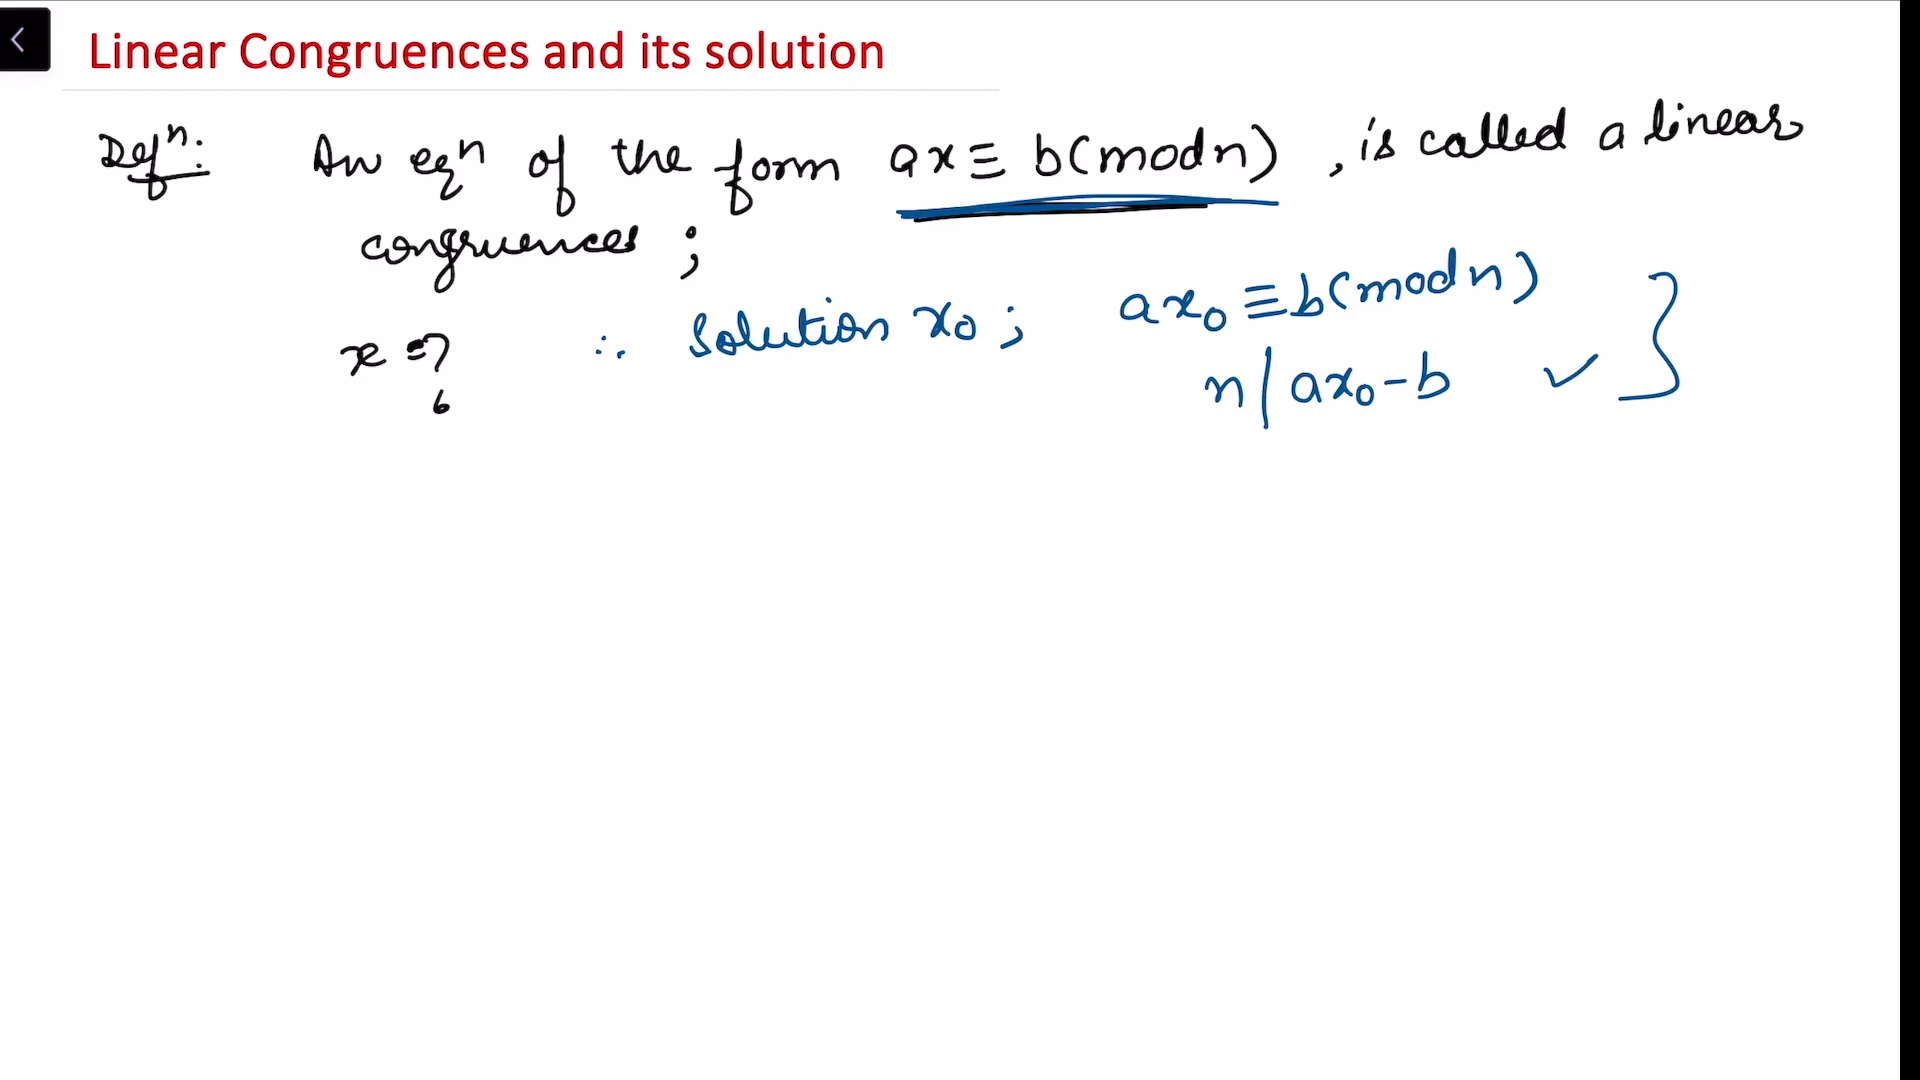 Linear Congruences and its solution
Defⁿ: An eqⁿ of the form ax ≡ b(mod n) , is called a linear
congruences ;
x = ? ∴ Solution x₀ ; ax₀ ≡ b(mod n)
n | ax₀ - b ✓